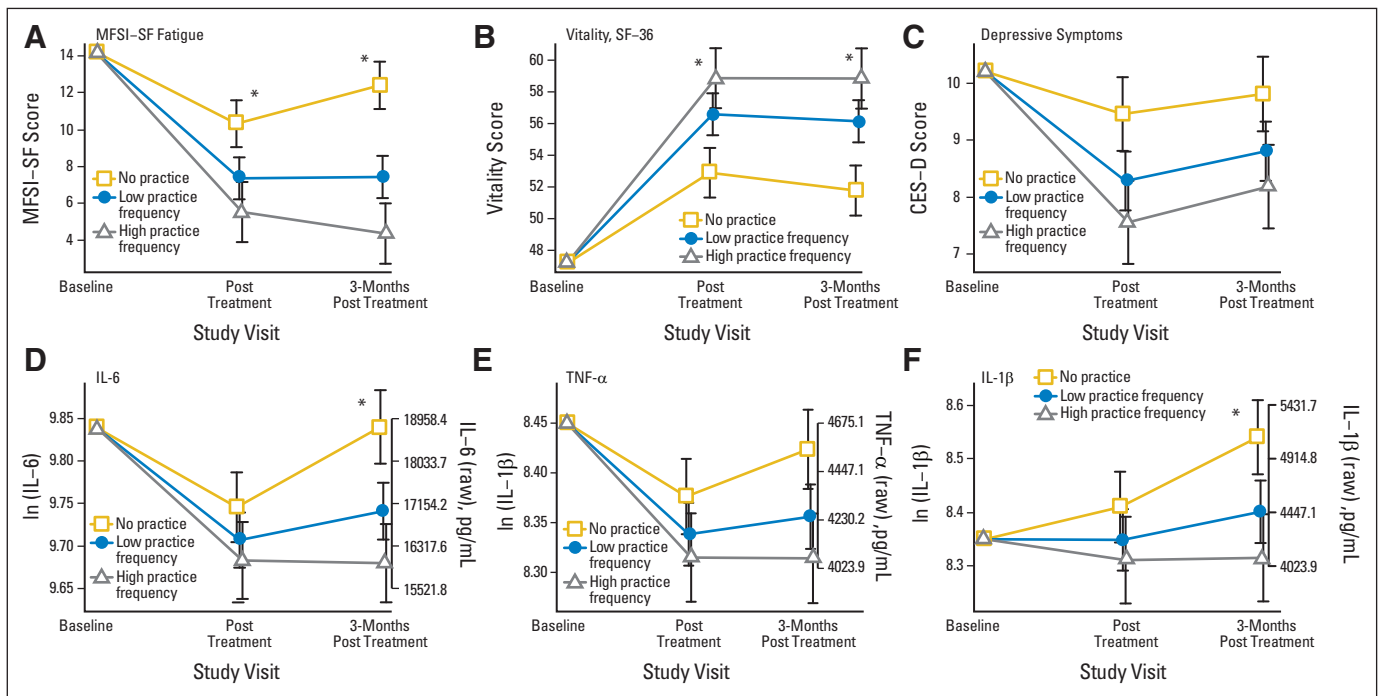 A
MFSI–SF Fatigue
MFSI–SF Score
14
12
10
8
6
4
*
*
No practice
Low practice
frequency
High practice
frequency
Baseline
Post
Treatment
3-Months
Post Treatment
Study Visit
B
Vitality, SF–36
Vitality Score
60
58
56
54
52
50
48
*
*
No practice
Low practice frequency
High practice frequency
Baseline
Post
Treatment
3-Months
Post Treatment
Study Visit
C
Depressive Symptoms
CES–D Score
10
9
8
7
No practice
Low practice
frequency
High practice
frequency
Baseline
Post
Treatment
3-Months
Post Treatment
Study Visit
D
IL-6
ln (IL–6)
9.85
9.80
9.75
9.70
9.65
*
18958.4
18033.7
17154.2
16317.6
15521.8
IL–6 (raw), pg/mL
No practice
Low practice
frequency
High practice
frequency
Baseline
Post
Treatment
3-Months
Post Treatment
Study Visit
E
TNF-α
ln (IL–1β)
8.45
8.40
8.35
8.30
4675.1
4447.1
4230.2
4023.9
TNF–α (raw) ,pg/mL
No practice
Low practice
frequency
High practice
frequency
Baseline
Post
Treatment
3-Months
Post Treatment
Study Visit
F
IL-1β
ln (IL–1β)
8.6
8.5
8.4
8.3
No practice
Low practice frequency
High practice frequency
*
5431.7
4914.8
4447.1
4023.9
IL–1β (raw) ,pg/mL
Baseline
Post
Treatment
3-Months
Post Treatment
Study Visit